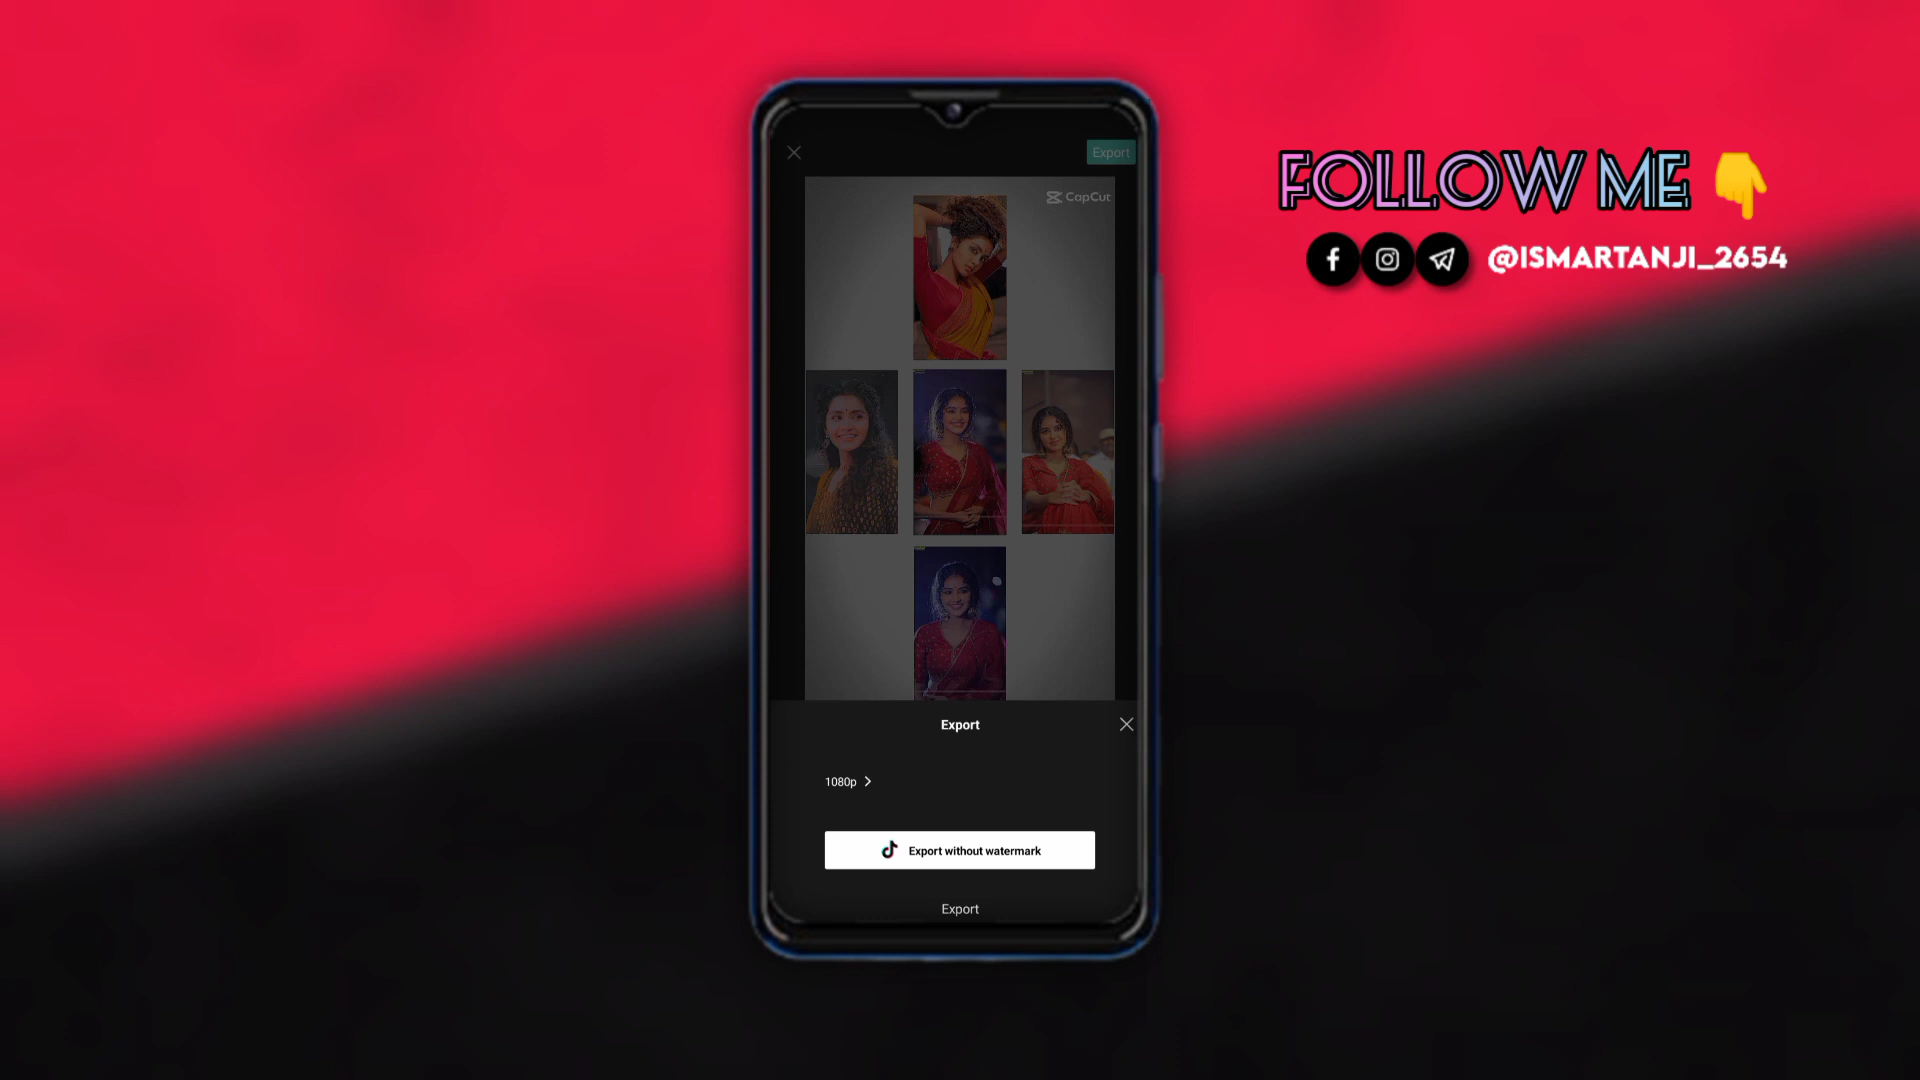 Export
CapCut
FOLLOW ME
@ISMARTANJI_2654
Export
1080p
Export without watermark
Export